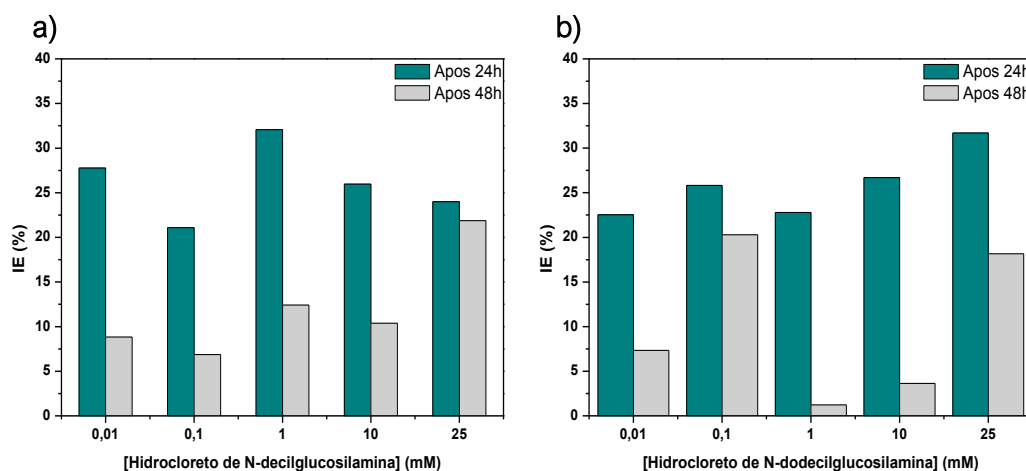 a)
40
35
30
25
20
15
10
5
0
IE (%)
Apos 24h
Apos 48h
0,01 0,1 1 10 25
[Hidrocloreto de N-decilglucosilamina] (mM)
b)
40
35
30
25
20
15
10
5
0
IE (%)
Apos 24h
Apos 48h
0,01 0,1 1 10 25
[Hidrocloreto de N-dodecilglucosilamina] (mM)